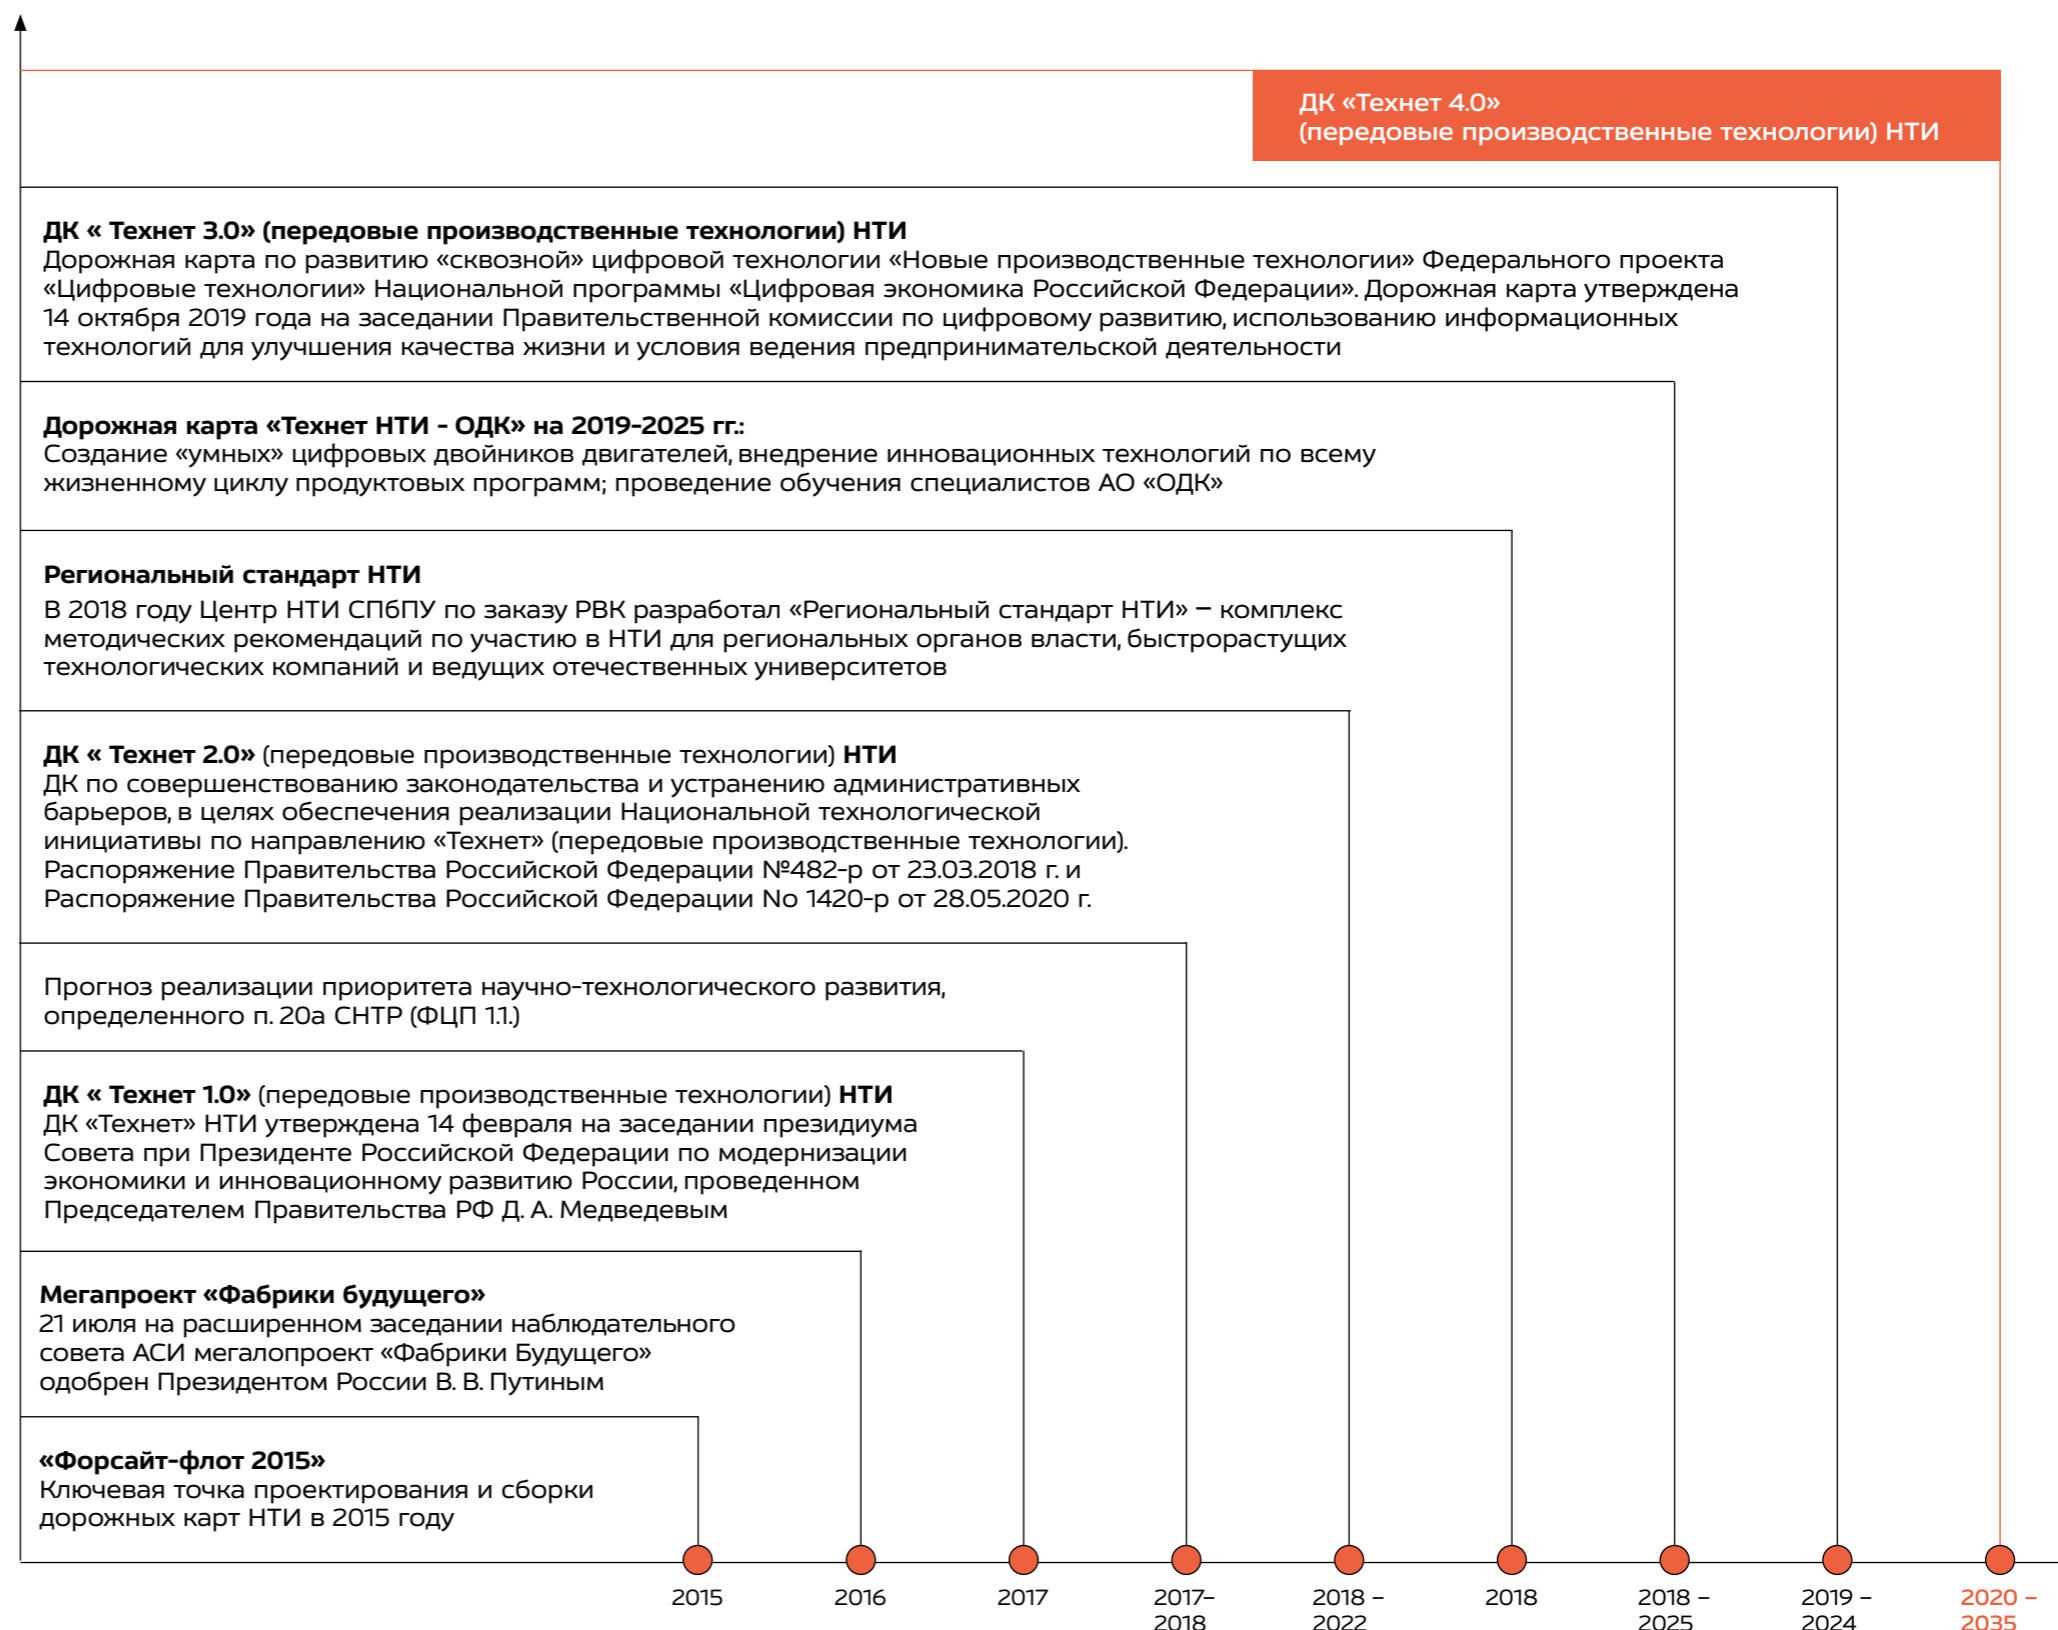 ДК «Технет 4.0»
(передовые производственные технологии) НТИ
ДК « Технет 3.0» (передовые производственные технологии) НТИ
Дорожная карта по развитию «сквозной» цифровой технологии «Новые производственные технологии» Федерального проекта
«Цифровые технологии» Национальной программы «Цифровая экономика Российской Федерации». Дорожная карта утверждена
14 октября 2019 года на заседании Правительственной комиссии по цифровому развитию, использованию информационных
технологий для улучшения качества жизни и условия ведения предпринимательской деятельности
Дорожная карта «Технет НТИ - ОДК» на 2019-2025 гг.:
Создание «умных» цифровых двойников двигателей, внедрение инновационных технологий по всему
жизненному циклу продуктовых программ; проведение обучения специалистов АО «ОДК»
Региональный стандарт НТИ
В 2018 году Центр НТИ СПбПУ по заказу РВК разработал «Региональный стандарт НТИ» – комплекс
методических рекомендаций по участию в НТИ для региональных органов власти, быстрорастущих
технологических компаний и ведущих отечественных университетов
ДК « Технет 2.0» (передовые производственные технологии) НТИ
ДК по совершенствованию законодательства и устранению административных
барьеров, в целях обеспечения реализации Национальной технологической
инициативы по направлению «Технет» (передовые производственные технологии).
Распоряжение Правительства Российской Федерации №482-р от 23.03.2018 г. и
Распоряжение Правительства Российской Федерации No 1420-р от 28.05.2020 г.
Прогноз реализации приоритета научно-технологического развития,
определенного п. 20а СНТР (ФЦП 1.1.)
ДК « Технет 1.0» (передовые производственные технологии) НТИ
ДК «Технет» НТИ утверждена 14 февраля на заседании президиума
Совета при Президенте Российской Федерации по модернизации
экономики и инновационному развитию России, проведенном
Председателем Правительства РФ Д. А. Медведевым
Мегапроект «Фабрики будущего»
21 июля на расширенном заседании наблюдательного
совета АСИ мегалопроект «Фабрики Будущего»
одобрен Президентом России В. В. Путиным
«Форсайт-флот 2015»
Ключевая точка проектирования и сборки
дорожных карт НТИ в 2015 году
2015
2016
2017
2017–
2018
2018 –
2022
2018
2018 –
2025
2019 –
2024
2020 –
2035